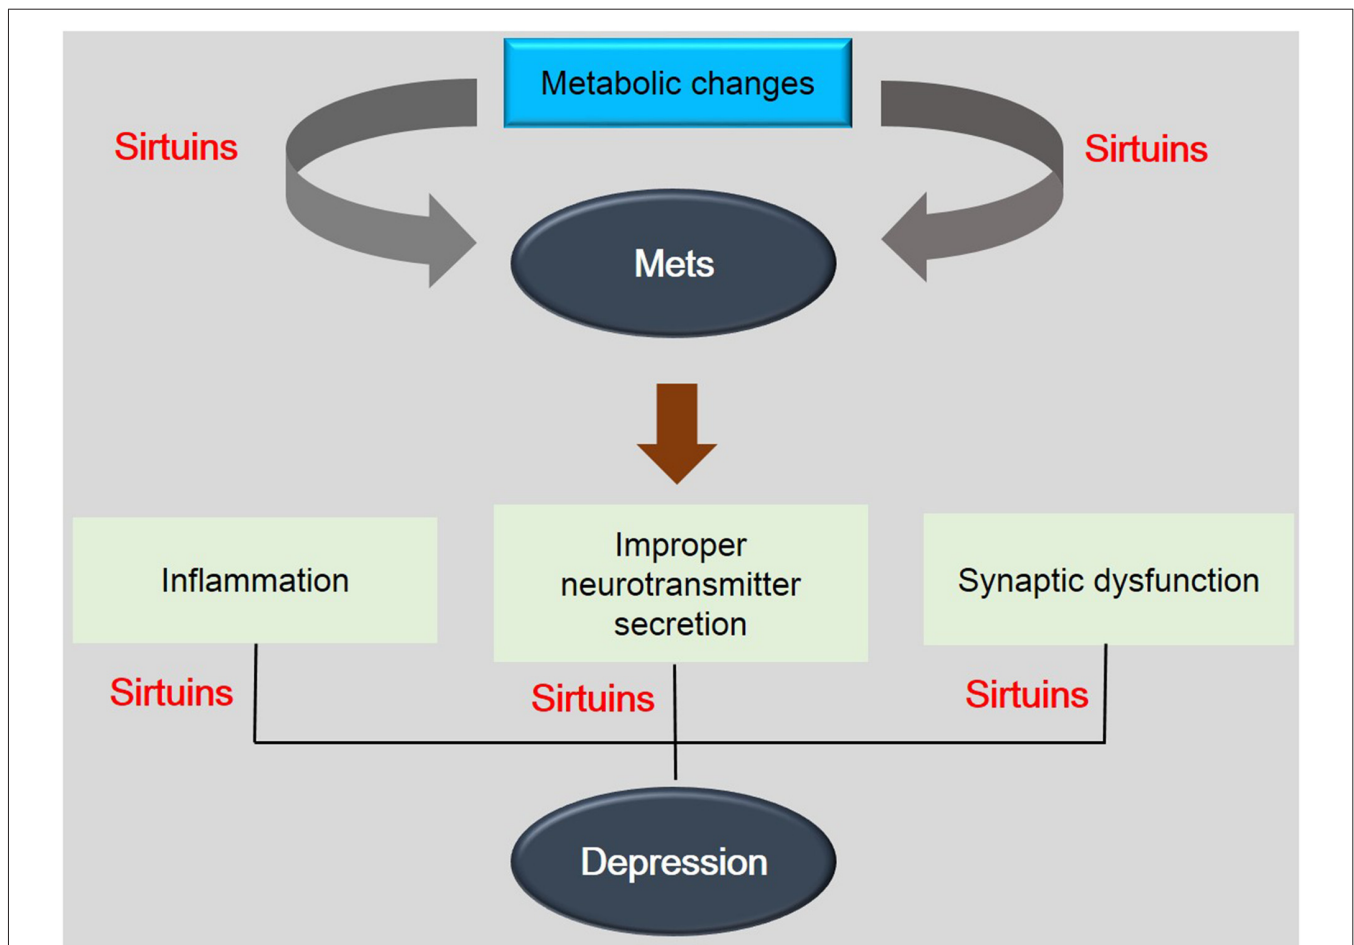 Metabolic changes
Sirtuins
Sirtuins
Mets
Inflammation
Improper
neurotransmitter
secretion
Synaptic dysfunction
Sirtuins
Sirtuins
Sirtuins
Depression